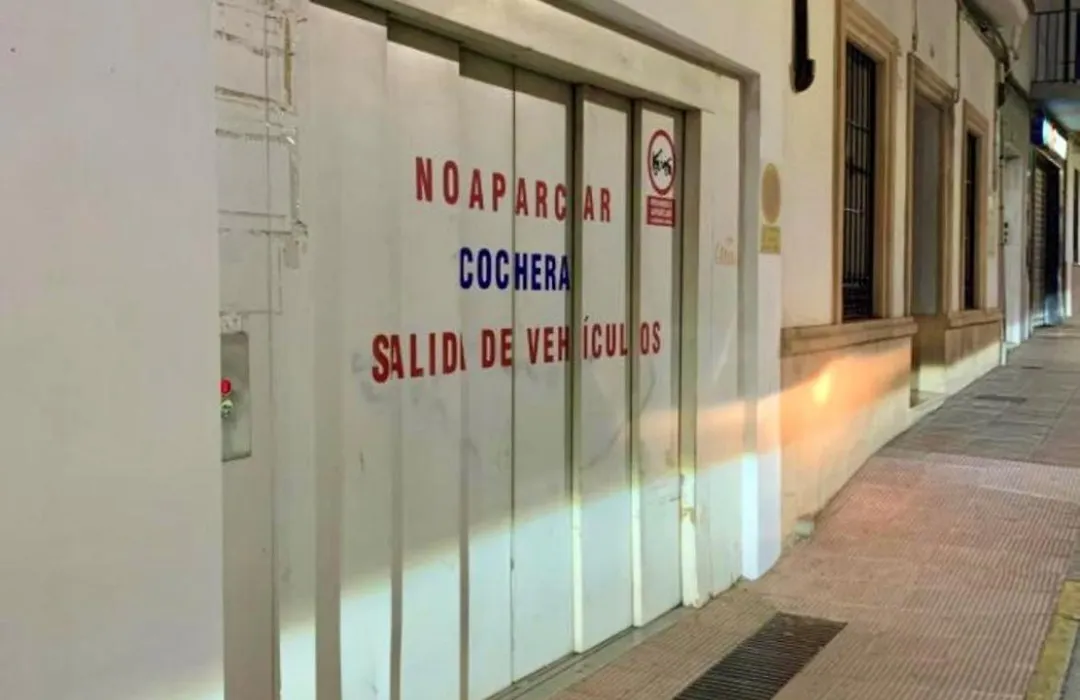 NO APARCAR
COCHERA
SALIDA DE VEHÍCULOS